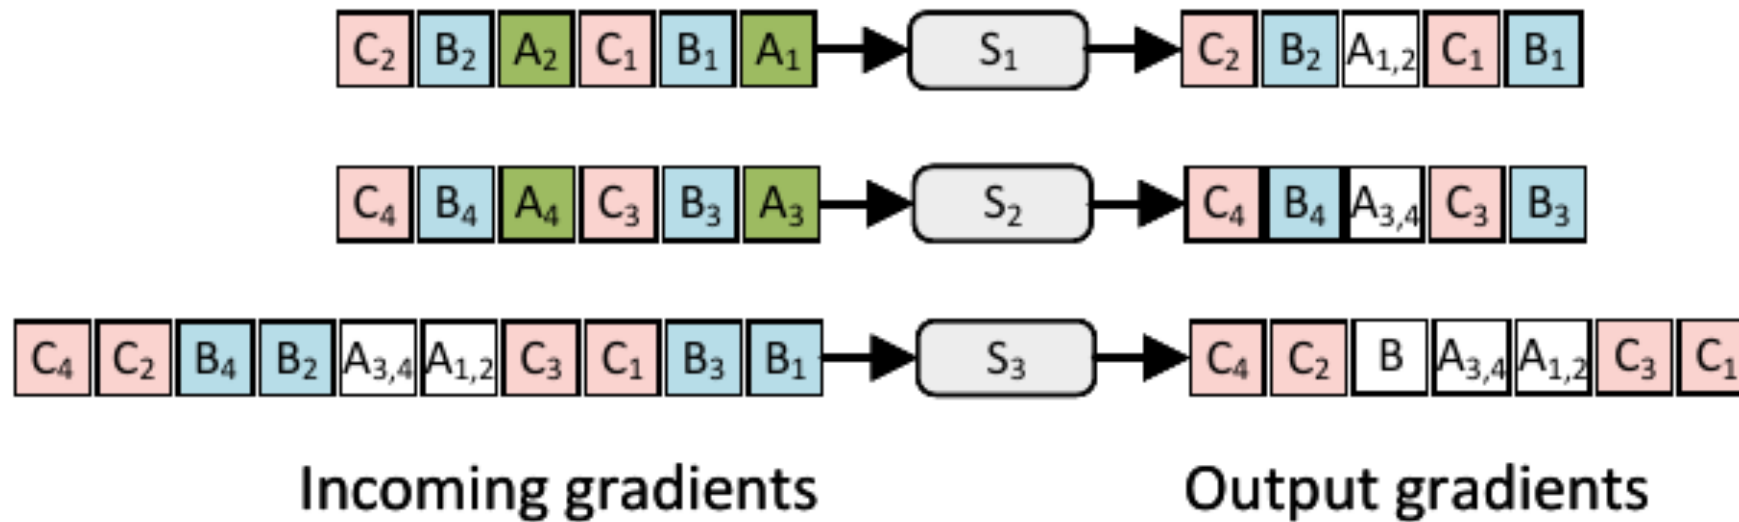 C₂ B₂ A₂ C₁ B₁ A₁ S₁ C₂ B₂ A₁,₂ C₁ B₁
C₄ B₄ A₄ C₃ B₃ A₃ S₂ C₄ B₄ A₃,₄ C₃ B₃
C₄ C₂ B₄ B₂ A₃,₄ A₁,₂ C₃ C₁ B₃ B₁ S₃ C₄ C₂ B A₃,₄ A₁,₂ C₃ C₁
Incoming gradients Output gradients